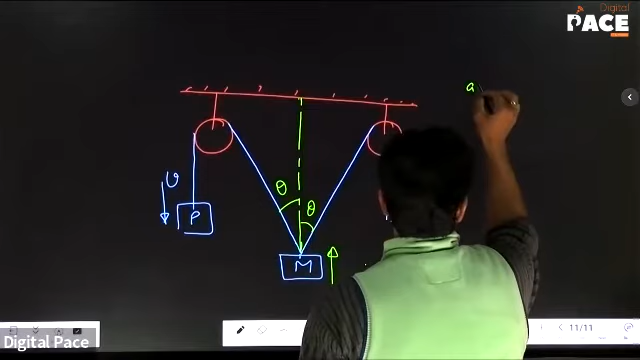 Digital
PACE
a
θ
θ
υ
P
M
11/11
Digital Pace